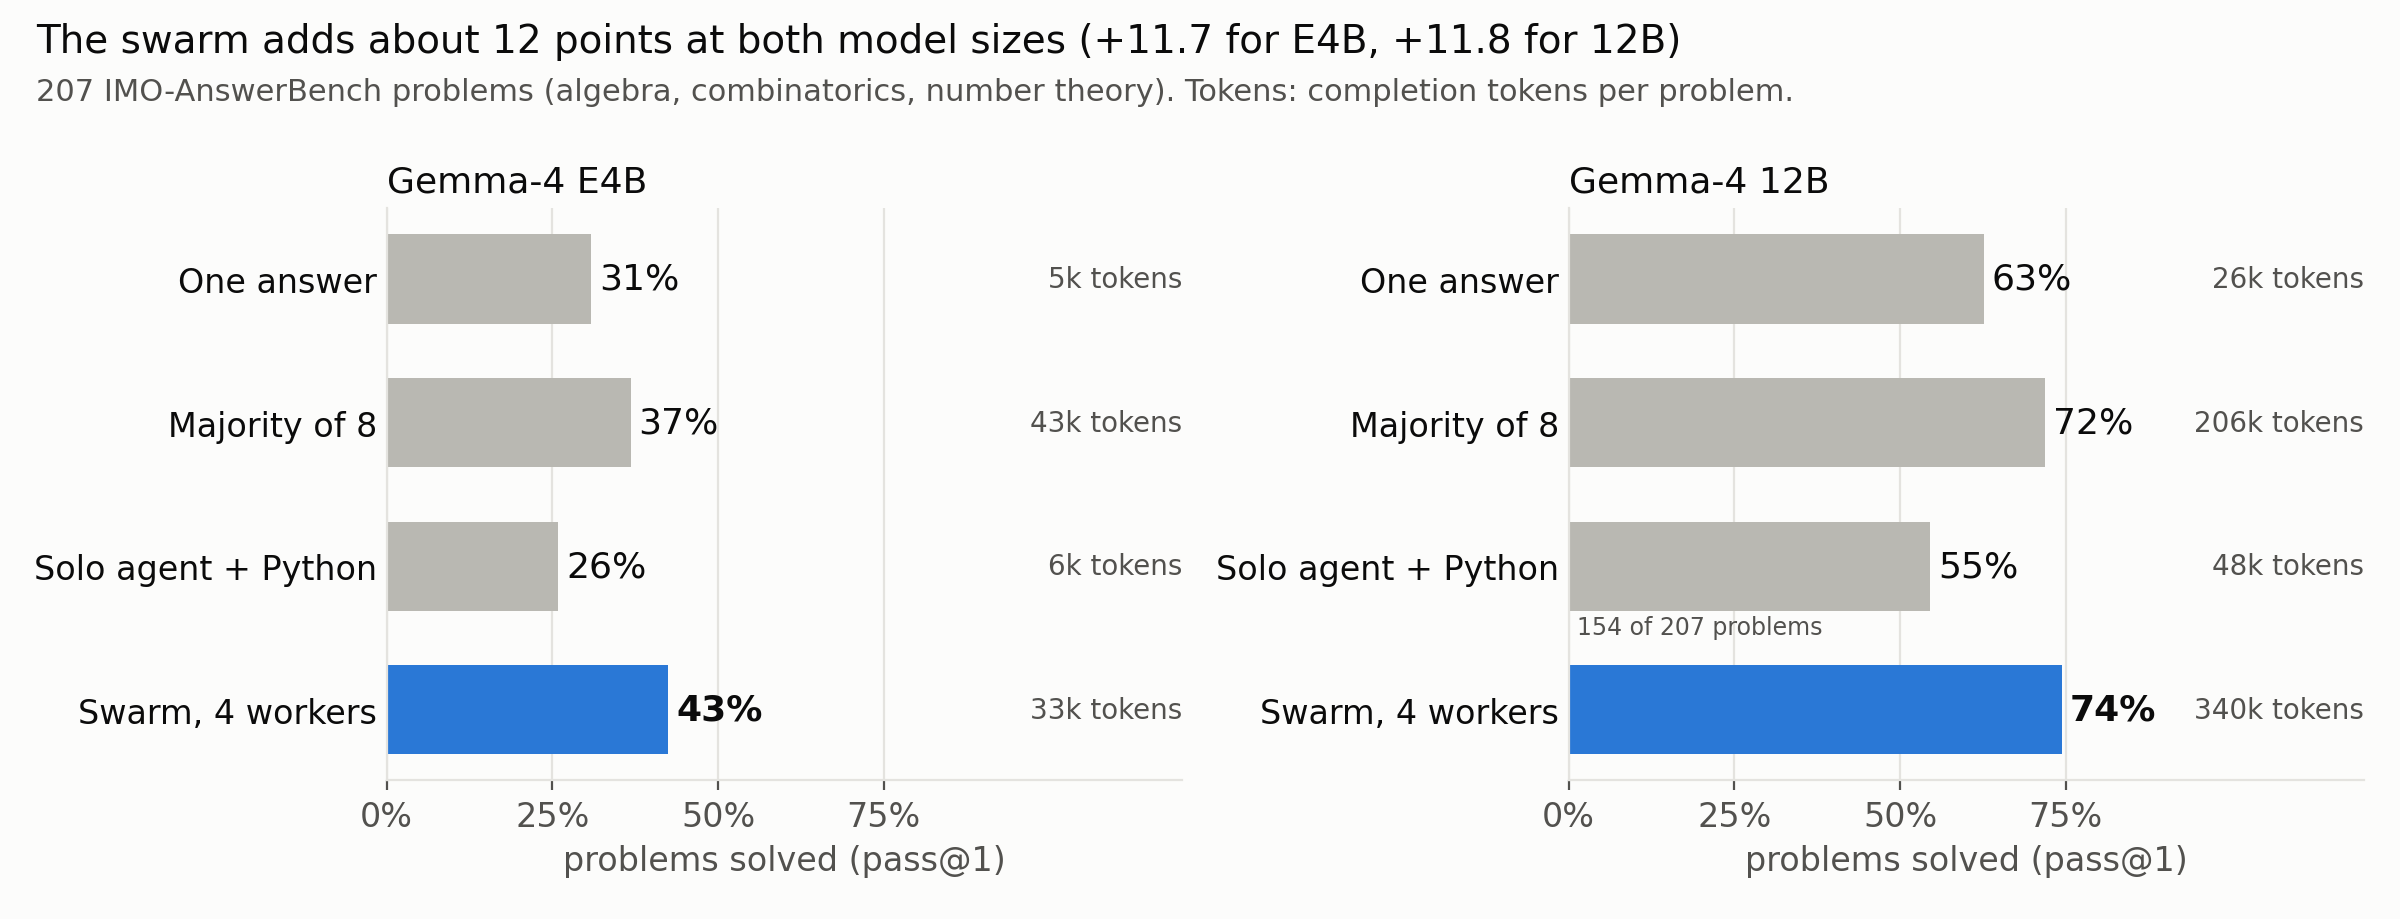 The swarm adds about 12 points at both model sizes (+11.7 for E4B, +11.8 for 12B)
207 IMO-AnswerBench problems (algebra, combinatorics, number theory). Tokens: completion tokens per problem.
Gemma-4 E4B
One answer 31% 5k tokens
Majority of 8 37% 43k tokens
Solo agent + Python 26% 6k tokens
Swarm, 4 workers 43% 33k tokens
0% 25% 50% 75%
problems solved (pass@1)
Gemma-4 12B
One answer 63% 26k tokens
Majority of 8 72% 206k tokens
Solo agent + Python 55% 48k tokens
154 of 207 problems
Swarm, 4 workers 74% 340k tokens
0% 25% 50% 75%
problems solved (pass@1)